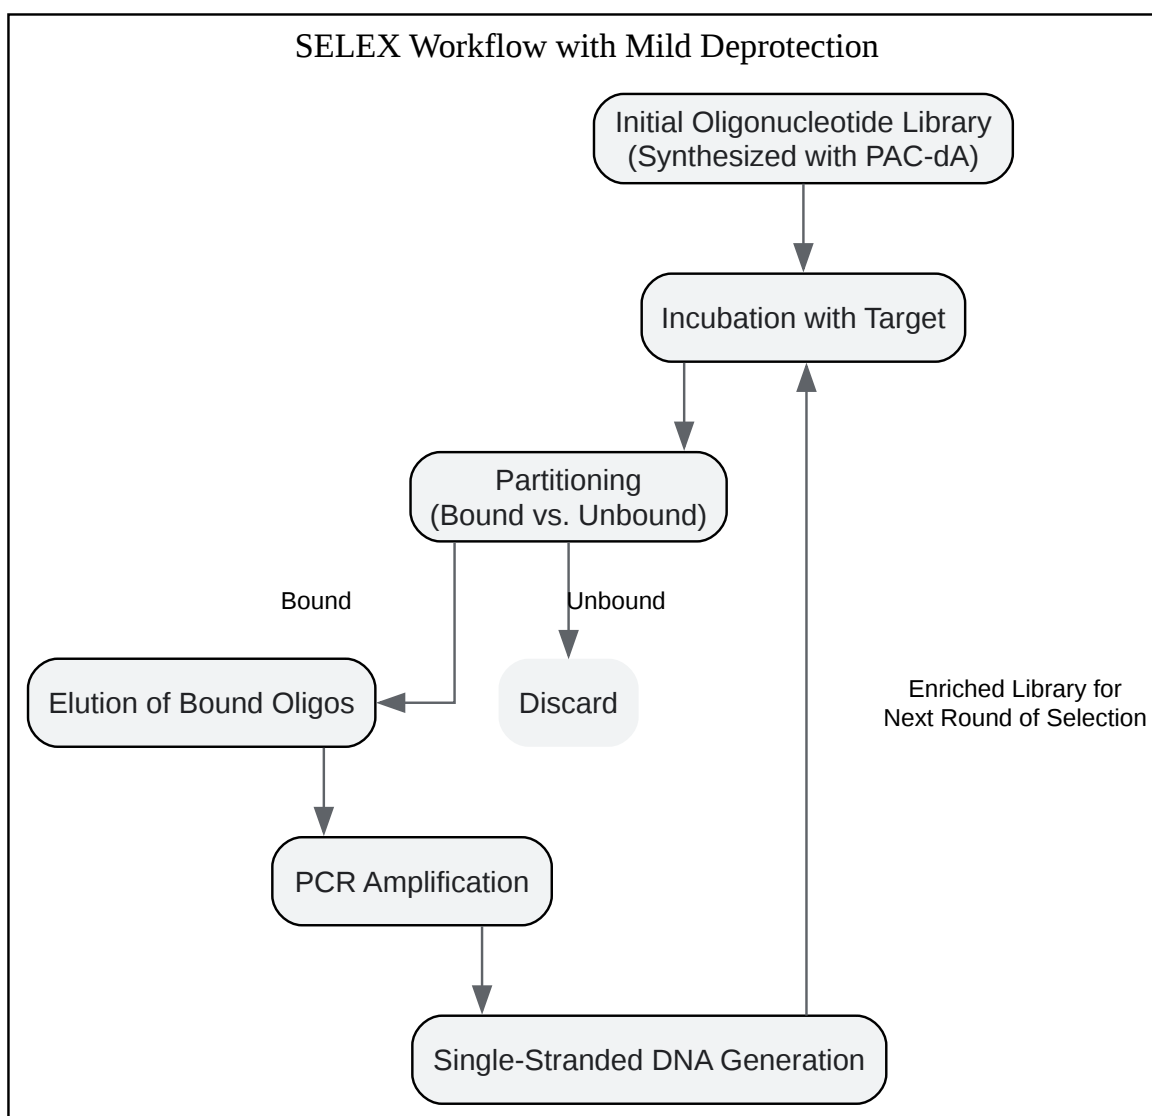 SELEX Workflow with Mild Deprotection
Initial Oligonucleotide Library
(Synthesized with PAC-dA)
Incubation with Target
Partitioning
(Bound vs. Unbound)
Bound
Unbound
Elution of Bound Oligos
Discard
Enriched Library for
Next Round of Selection
PCR Amplification
Single-Stranded DNA Generation